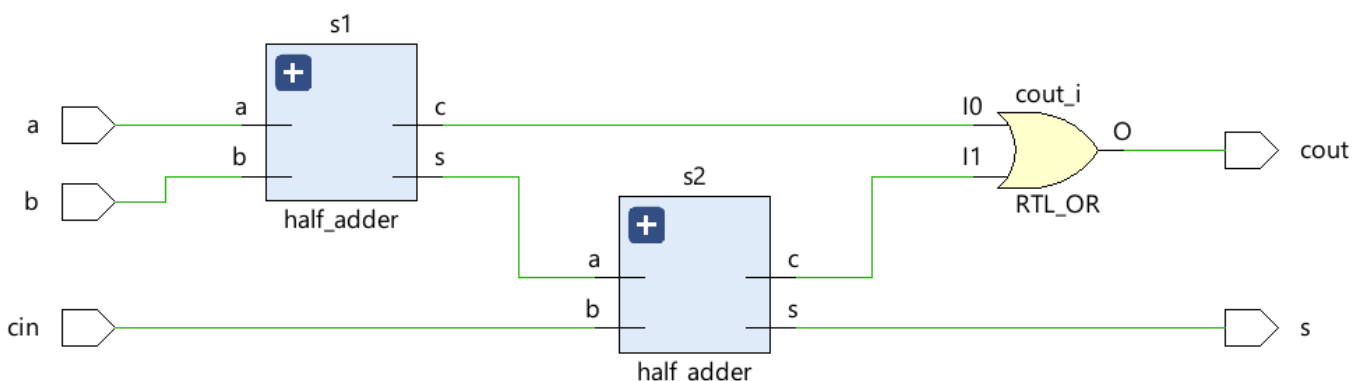 s1
a
a
c
b
b
s
half_adder
cin
s2
a
c
b
s
half_adder
I0
cout_i
I1
O
RTL_OR
cout
s